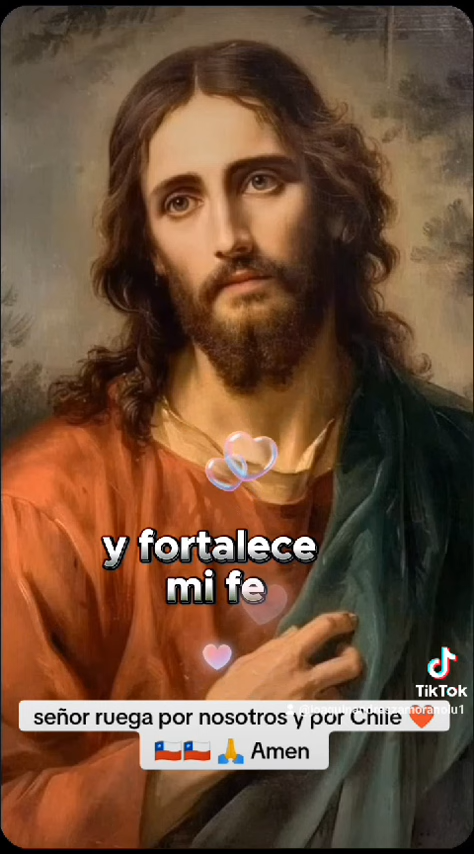 y fortalece
mi fe
TikTok
señor ruega por nosotros y por Chile ❤️
🇨🇱🇨🇱 🙏 Amen